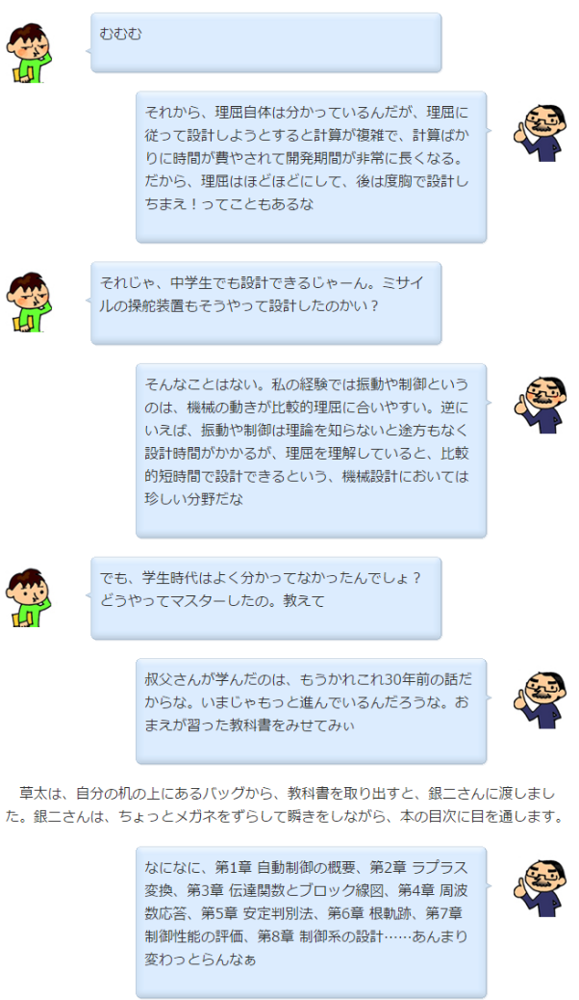 むむむ
それから、理屈自体は分かっているんだが、理屈に
従って設計しようとすると計算が複雑で、計算ばか
りに時間が費やされて開発期間が非常に長くなる。
だから、理屈はほどほどにして、後は度胸で設計し
ちまえ！ってこともあるな
それじゃ、中学生でも設計できるじゃーん。ミサイ
ルの操舵装置もそうやって設計したのかい？
そんなことはない。私の経験では振動や制御という
のは、機械の動きが比較的理屈に合いやすい。逆に
いえば、振動や制御は理論を知らないと途方もなく
設計時間がかかるが、理屈を理解していると、比較
的短時間で設計できるという、機械設計においては
珍しい分野だな
でも、学生時代はよく分かってなかったんでしょ？
どうやってマスターしたの。教えて
叔父さんが学んだのは、もうかれこれ30年前の話だ
からな。いまじゃもっと進んでいるんだろうな。お
まえが習った教科書をみせてみぃ
草太は、自分の机の上にあるバッグから、教科書を取り出すと、銀二さんに渡しまし
た。銀二さんは、ちょっとメガネをずらして瞬きをしながら、本の目次に目を通します。
なになに、第1章 自動制御の概要、第2章 ラプラス
変換、第3章 伝達関数とブロック線図、第4章 周波
数応答、第5章 安定判別法、第6章 根軌跡、第7章
制御性能の評価、第8章 制御系の設計……あんまり
変わっとらんなぁ